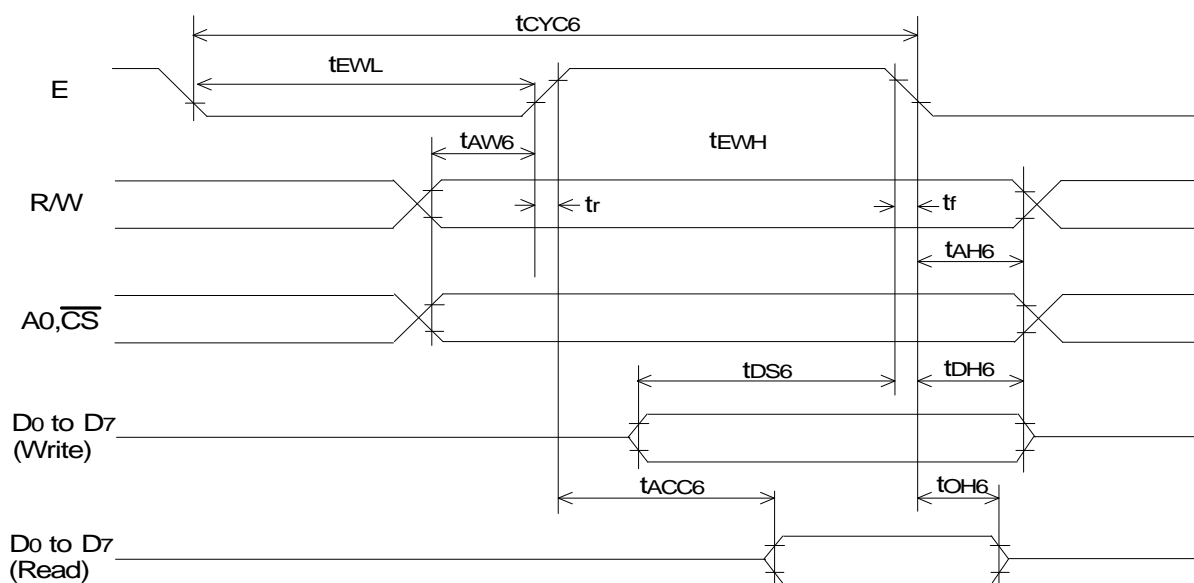 tCYC6
tEWL
E
tAW6
tEWH
R/W
tr
tf
tAH6
A0,C̅S̅
tDS6
tDH6
D0 to D7
(Write)
tACC6
tOH6
D0 to D7
(Read)